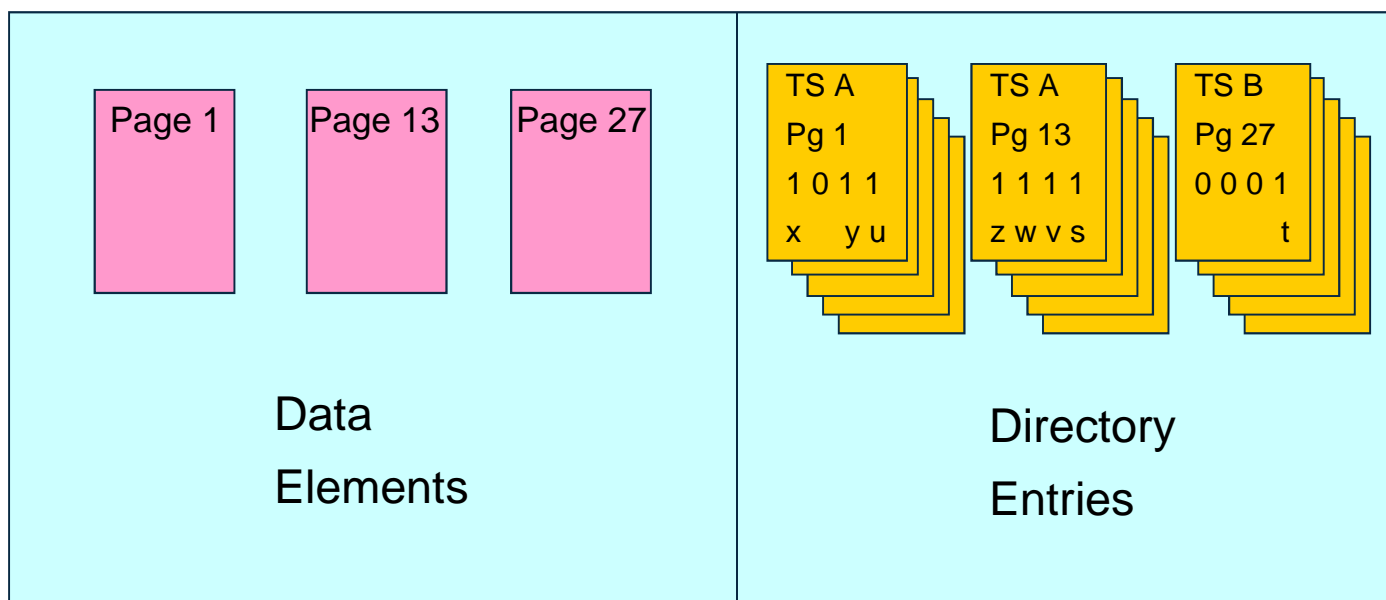 Page 1
Page 13
Page 27
Data
Elements
TS A
Pg 1
1 0 1 1
x y u
TS A
Pg 13
1 1 1 1
z w v s
TS B
Pg 27
0 0 0 1
t
Directory
Entries